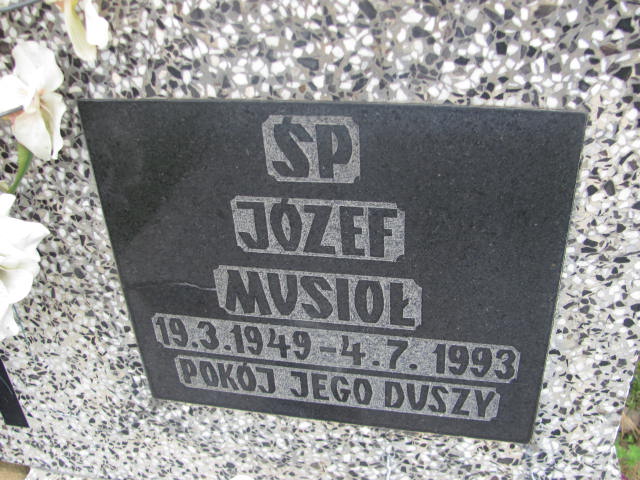 ŚP
JÓZEF
MUSIOŁ
19.3.1949-4.7.1993
POKÓJ JEGO DUSZY